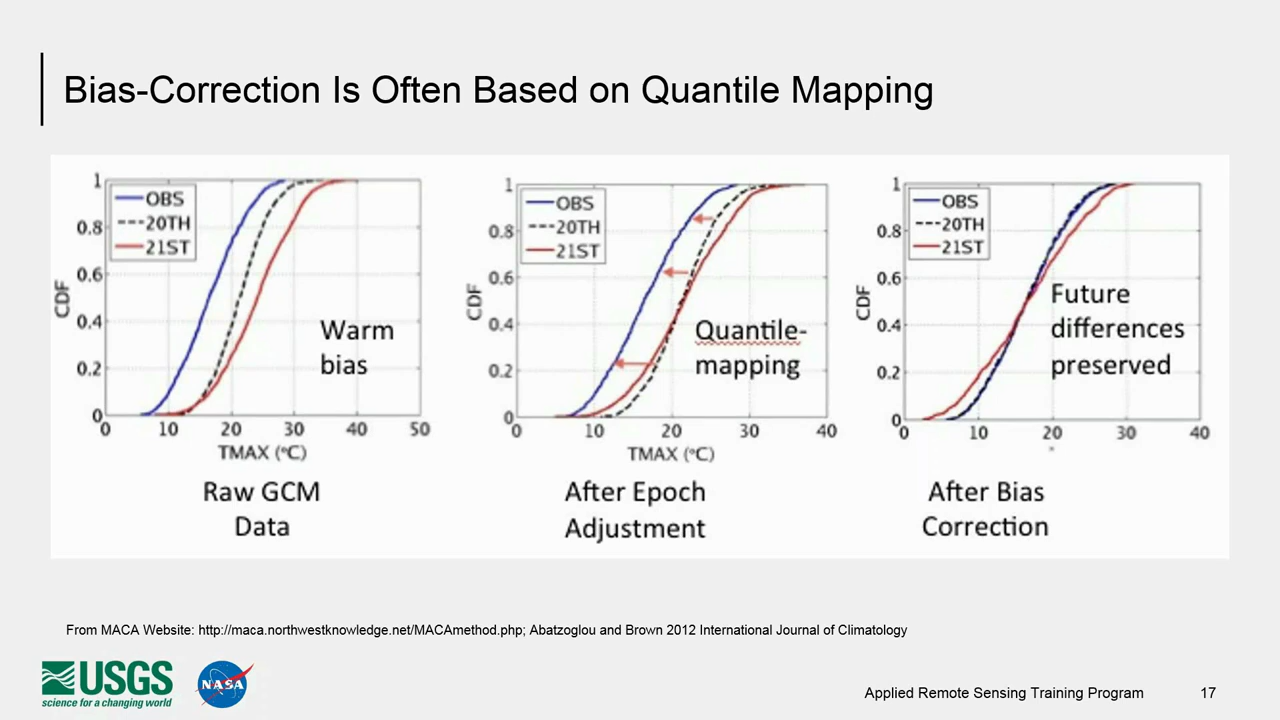 Bias-Correction Is Often Based on Quantile Mapping
1
0.8
0.6
0.4
0.2
0
CDF
OBS
20TH
21ST
Warm
bias
0 10 20 30 40 50
TMAX (°C)
Raw GCM
Data
1
0.8
0.6
0.4
0.2
0
CDF
OBS
20TH
21ST
Quantile-
mapping
0 10 20 30 40
TMAX (°C)
After Epoch
Adjustment
1
0.8
0.6
0.4
0.2
0
CDF
OBS
20TH
21ST
Future
differences
preserved
0 10 20 30 40
After Bias
Correction
From MACA Website: http://maca.northwestknowledge.net/MACAmethod.php; Abatzoglou and Brown 2012 International Journal of Climatology
USGS
science for a changing world
NASA
Applied Remote Sensing Training Program 17